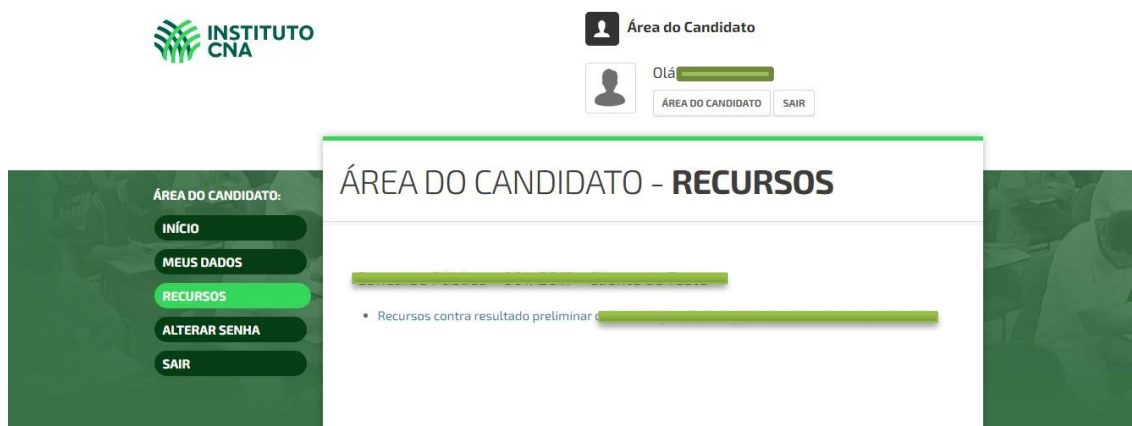 INSTITUTO
CNA
Área do Candidato
Olá
ÁREA DO CANDIDATO SAIR
ÁREA DO CANDIDATO - RECURSOS
ÁREA DO CANDIDATO:
INÍCIO
MEUS DADOS
RECURSOS
ALTERAR SENHA
SAIR
Recursos contra resultado preliminar